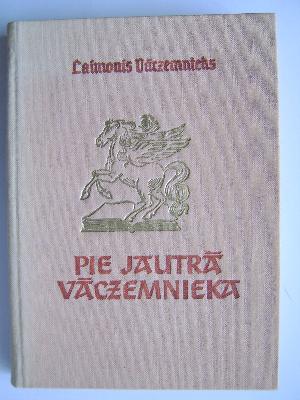 Laimonis Vāczemnieks
PIE JAUTRĀ
VĀCZEMNIEKA